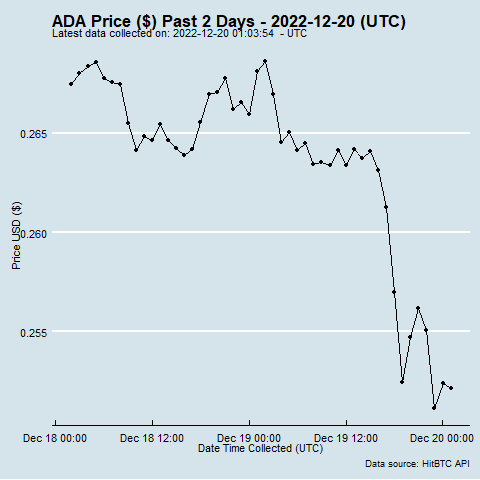 ADA Price ($) Past 2 Days - 2022-12-20 (UTC)
Latest data collected on: 2022-12-20 01:03:54  - UTC
Price USD ($)
0.265
0.260
0.255
Dec 18 00:00
Dec 18 12:00
Dec 19 00:00
Dec 19 12:00
Dec 20 00:00
Date Time Collected (UTC)
Data source: HitBTC API